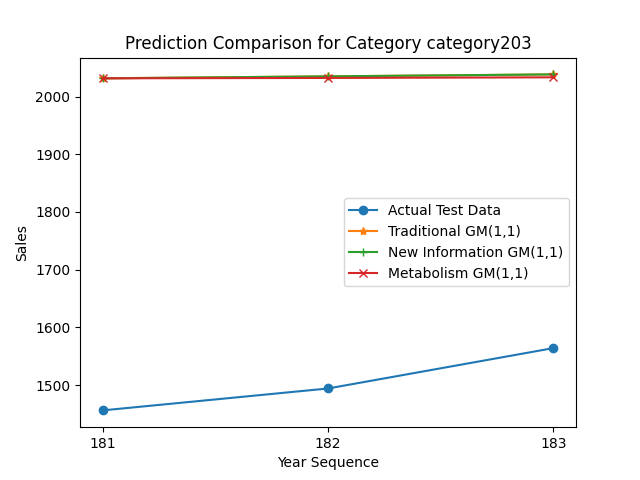 Prediction Comparison for Category category203
2000
1900
1800
1700
1600
1500
Sales
Actual Test Data
Traditional GM(1,1)
New Information GM(1,1)
Metabolism GM(1,1)
181
182
183
Year Sequence